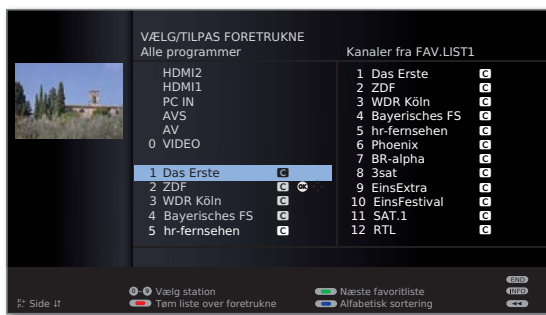 VÆLG/TILPAS FORETRUKNE
Alle programmer
HDMI2
HDMI1
PC IN
AVS
AV
0 VIDEO
1 Das Erste C
2 ZDF C OK
3 WDR Köln C
4 Bayerisches FS C
5 hr-fernsehen C
Kanaler fra FAV.LIST1
1 Das Erste C
2 ZDF C
3 WDR Köln C
4 Bayerisches FS C
5 hr-fernsehen C
6 Phoenix C
7 BR-alpha C
8 3sat C
9 EinsExtra C
10 EinsFestival C
11 SAT.1 C
12 RTL C
P+ P- Side
0-9 Vælg station
Tøm liste over foretrukne
Næste favoritliste
Alfabetisk sortering
END
INFO